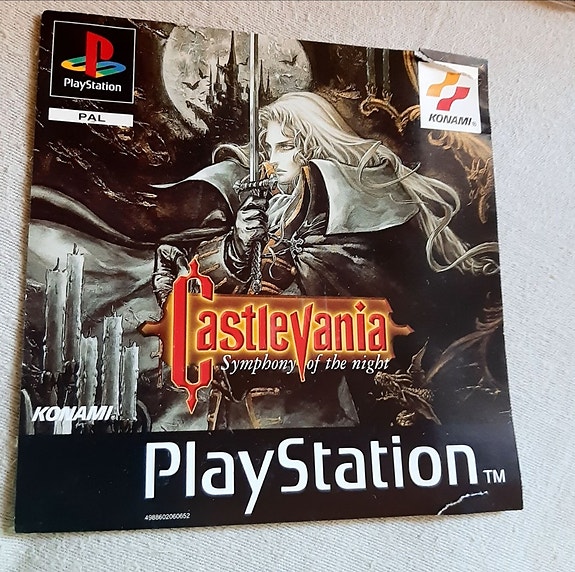 PlayStation
PAL
KONAMI®
Castlevania
Symphony of the night
KONAMI®
PlayStation™
4988602060652